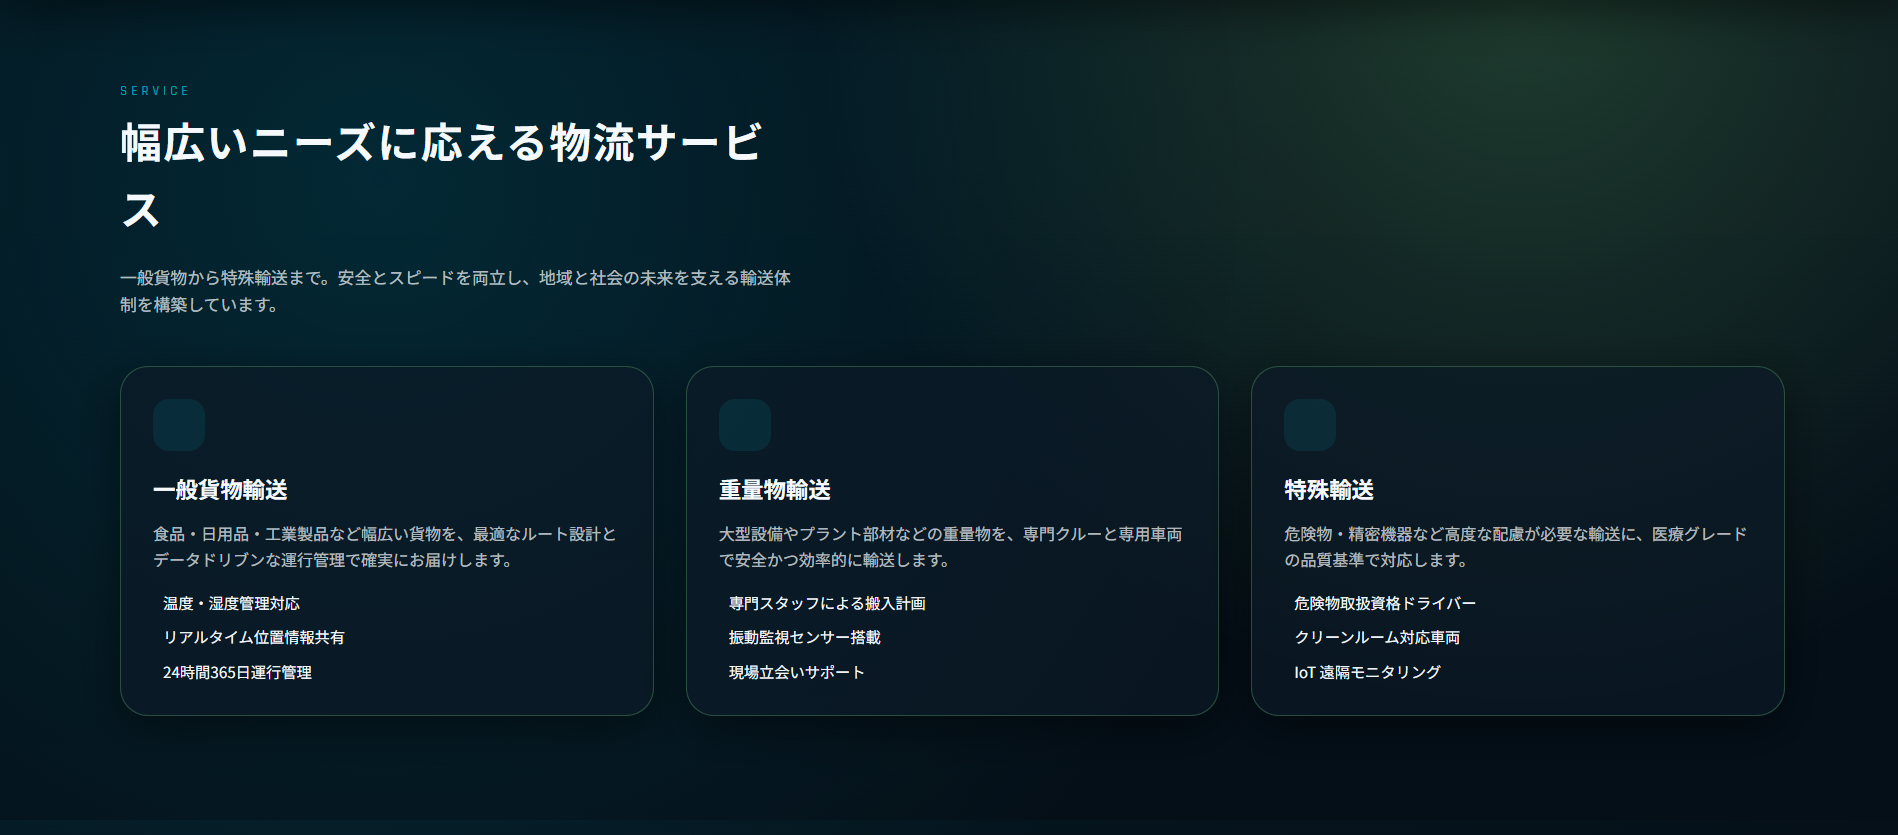 SERVICE
幅広いニーズに応える物流サービ
ス
一般貨物から特殊輸送まで。安全とスピードを両立し、地域と社会の未来を支える輸送体
制を構築しています。
一般貨物輸送
食品・日用品・工業製品など幅広い貨物を、最適なルート設計と
データドリブンな運行管理で確実にお届けします。
温度・湿度管理対応
リアルタイム位置情報共有
24時間365日運行管理
重量物輸送
大型設備やプラント部材などの重量物を、専門クルーと専用車両
で安全かつ効率的に輸送します。
専門スタッフによる搬入計画
振動監視センサー搭載
現場立会いサポート
特殊輸送
危険物・精密機器など高度な配慮が必要な輸送に、医療グレード
の品質基準で対応します。
危険物取扱資格ドライバー
クリーンルーム対応車両
IoT 遠隔モニタリング